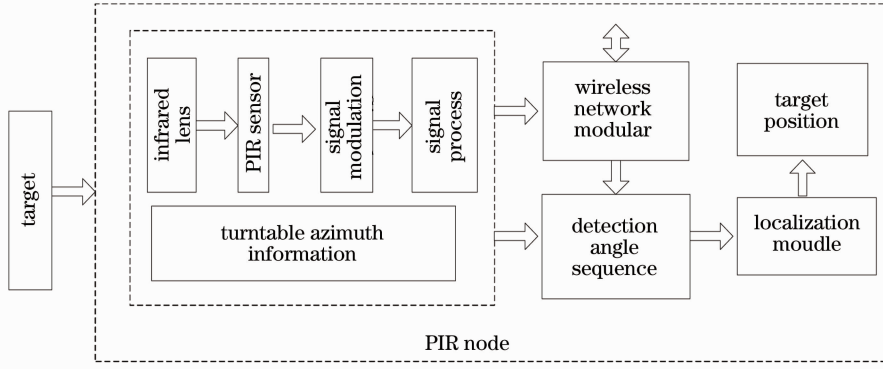 target
infrared
lens
PIR sensor
signal
modulation
signal
process
turntable azimuth
information
wireless
network
modular
detection
angle
sequence
target
position
localization
moudle
PIR node